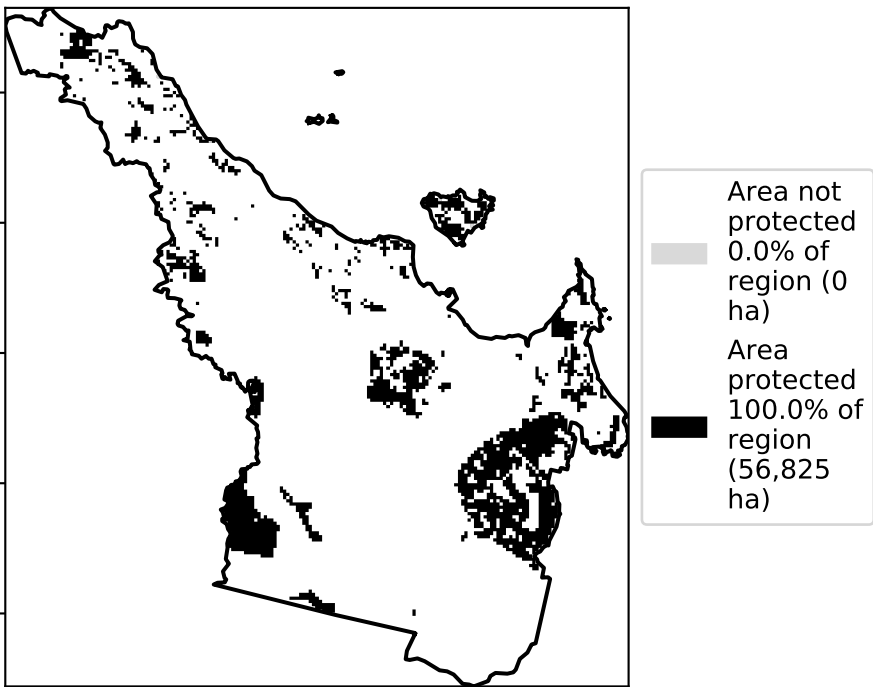 Area not
protected
0.0% of
region (0
ha)
Area
protected
100.0% of
region
(56,825
ha)